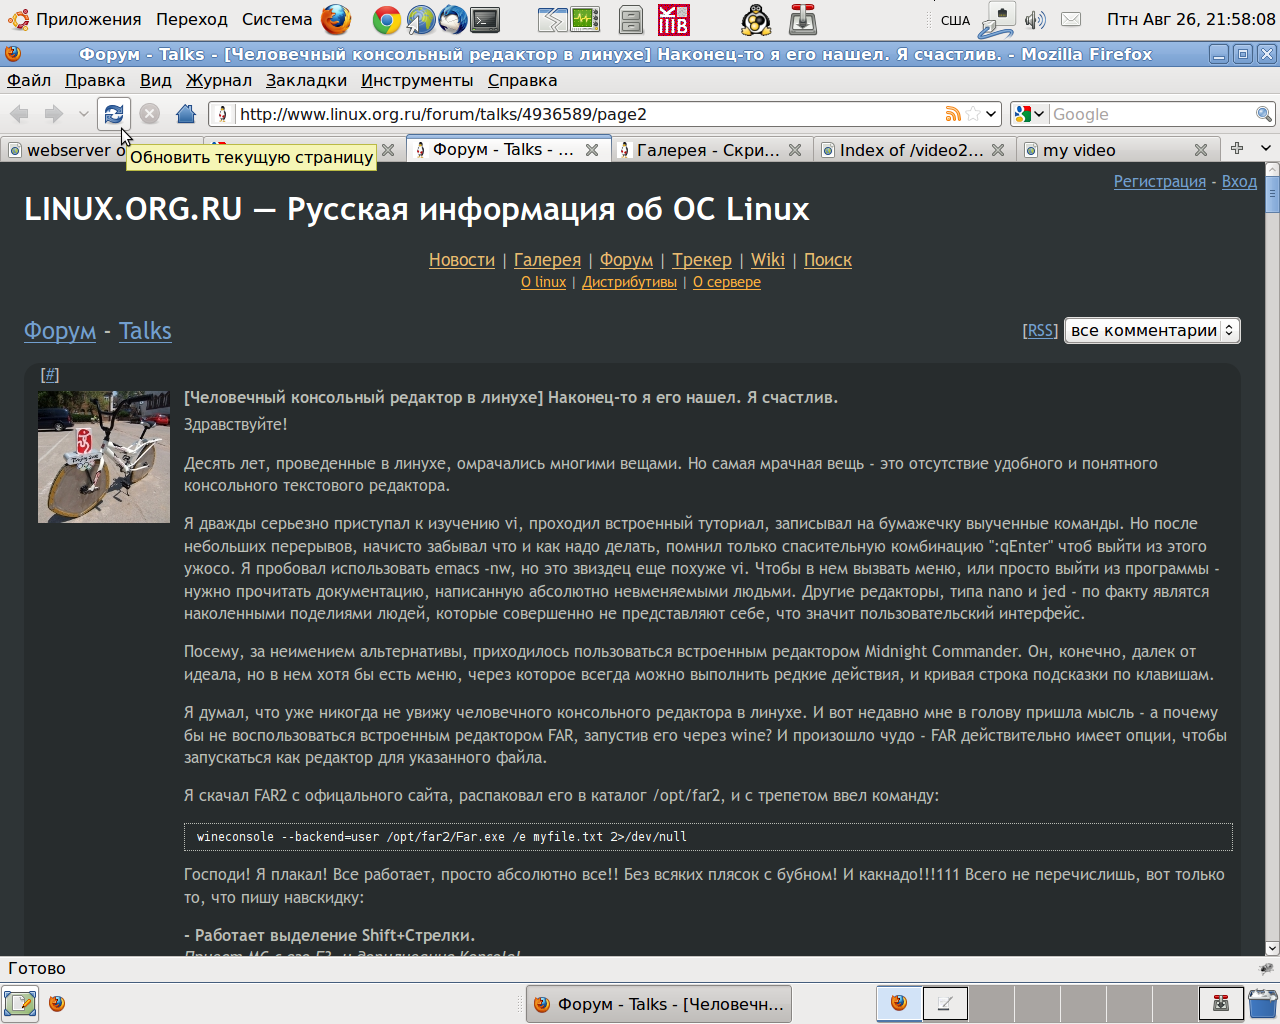 Приложения Переход Система США Птн Авг 26, 21:58:08
Форум - Talks - [Человечный консольный редактор в линухе] Наконец-то я его нашел. Я счастлив. - Mozilla Firefox
Файл Правка Вид Журнал Закладки Инструменты Справка
http://www.linux.org.ru/forum/talks/4936589/page2 Google
webserver Форум - Talks - ... Галерея - Скри... Index of /video2... my video
Обновить текущую страницу
Регистрация - Вход
LINUX.ORG.RU — Русская информация об ОС Linux
Новости | Галерея | Форум | Трекер | Wiki | Поиск
О linux | Дистрибутивы | О сервере
Форум - Talks [RSS] все комментарии
[#]
[Человечный консольный редактор в линухе] Наконец-то я его нашел. Я счастлив.
Здравствуйте!
Десять лет, проведенные в линухе, омрачались многими вещами. Но самая мрачная вещь - это отсутствие удобного и понятного
консольного текстового редактора.
Я дважды серьезно приступал к изучению vi, проходил встроенный туториал, записывал на бумажечку выученные команды. Но после
небольших перерывов, начисто забывал что и как надо делать, помнил только спасительную комбинацию ":qEnter" чтоб выйти из этого
ужосо. Я пробовал использовать emacs -nw, но это звиздец еще похуже vi. Чтобы в нем вызвать меню, или просто выйти из программы -
нужно прочитать документацию, написанную абсолютно невменяемыми людьми. Другие редакторы, типа nano и jed - по факту являтся
наколенными поделиями людей, которые совершенно не представляют себе, что значит пользовательский интерфейс.
Посему, за неимением альтернативы, приходилось пользоваться встроенным редактором Midnight Commander. Он, конечно, далек от
идеала, но в нем хотя бы есть меню, через которое всегда можно выполнить редкие действия, и кривая строка подсказки по клавишам.
Я думал, что уже никогда не увижу человечного консольного редактора в линухе. И вот недавно мне в голову пришла мысль - а почему
бы не воспользоваться встроенным редактором FAR, запустив его через wine? И произошло чудо - FAR действительно имеет опции, чтобы
запускаться как редактор для указанного файла.
Я скачал FAR2 с офицального сайта, распаковал его в каталог /opt/far2, и с трепетом ввел команду:
wineconsole --backend=user /opt/far2/Far.exe /e myfile.txt 2>/dev/null
Господи! Я плакал! Все работает, просто абсолютно все!! Без всяких плясок с бубном! И какнадо!!!111 Всего не перечислишь, вот только
то, что пишу навскидку:
- Работает выделение Shift+Стрелки.
Готово
Форум - Talks - [Человечн...